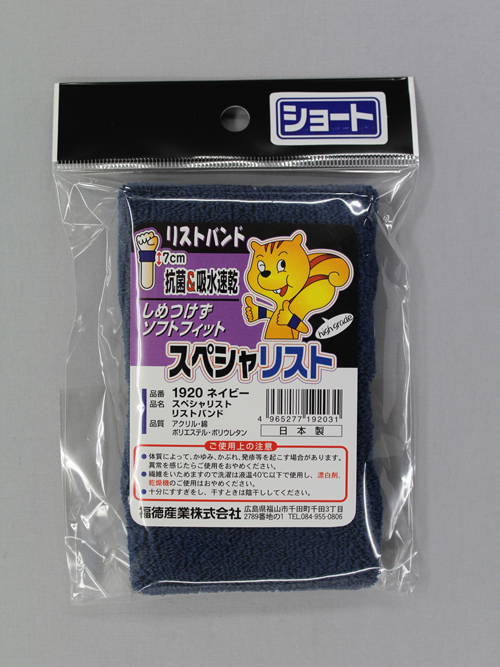 ショート
リストバンド
7cm
抗菌&吸水速乾
しめつけず
ソフトフィット
high grade
スペシャリスト
品番 1920 ネイビー
品名 スペシャリスト
リストバンド
品質 アクリル・綿
ポリエステル・ポリウレタン
4 965277 192031
日本製
ご使用上の注意
●体質によって、かゆみ、かぶれ、発疹等を起こす場合があります。
異常を感じたらご使用をおやめください。
●繊維をいためますので洗濯は液温40℃以下で使用し、漂白剤、
乾燥機のご使用はおやめください。
●十分にすすぎをし、干すときは陰干ししてください。
福徳産業株式会社
広島県福山市千田町千田3丁目
2789番地の1 TEL.084-955-0806